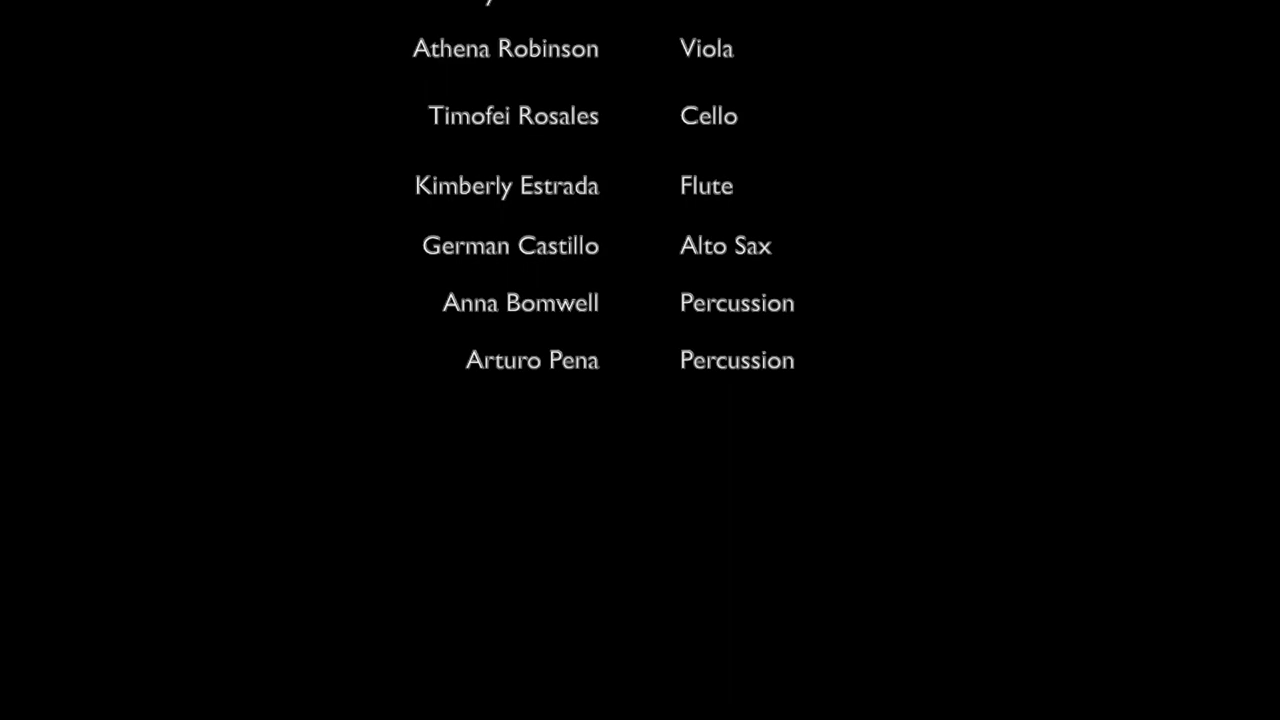 Athena Robinson Viola
Timofei Rosales Cello
Kimberly Estrada Flute
German Castillo Alto Sax
Anna Bomwell Percussion
Arturo Pena Percussion